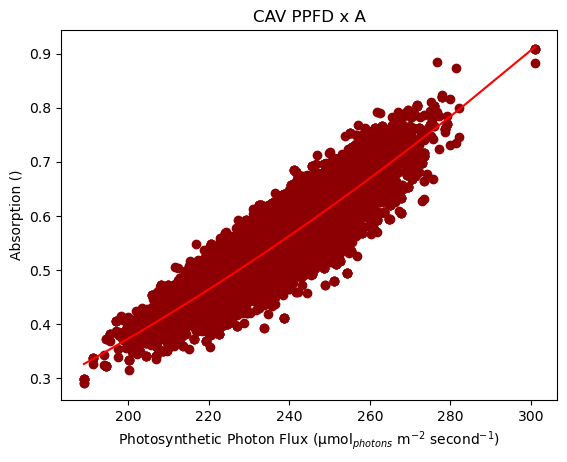 CAV PPFD x A
0.9
0.8
0.7
0.6
0.5
0.4
0.3
Absorption ()
200 220 240 260 280 300
Photosynthetic Photon Flux (μmol$_{photons}$ m$^{-2}$ second$^{-1}$)